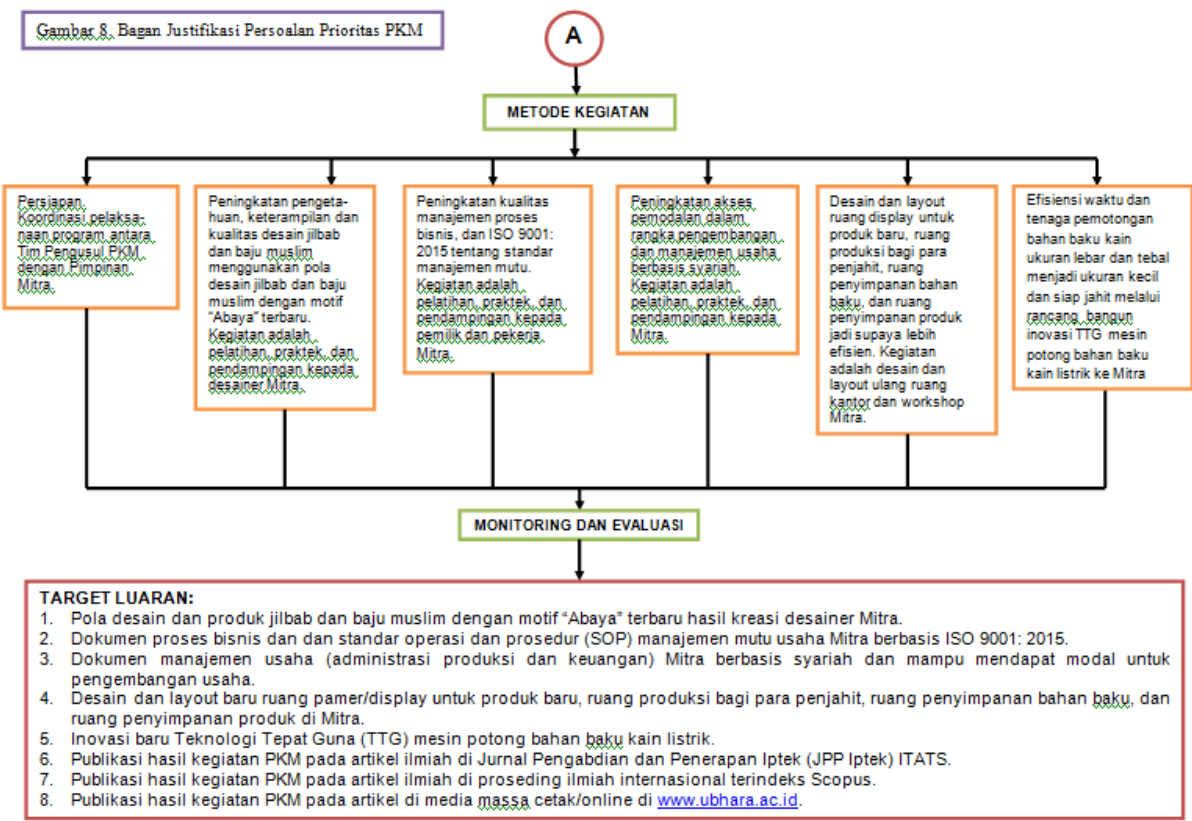 Gambar 8. Bagan Justifikasi Persoalan Prioritas PKM
A
METODE KEGIATAN
Persiapan.
Koordinasi pelaksa-
naan program antara
Tim Pengusul PKM
dengan Pimpinan
Mitra.
Peningkatan pengeta-
huan, keterampilan dan
kualitas desain jilbab
dan baju muslim
menggunakan pola
desain jilbab dan baju
muslim dengan motif
“Abaya” terbaru.
Kegiatan adalah
pelatihan, praktek, dan
pendampingan kepada
desainer Mitra.
Peningkatan kualitas
manajemen proses
bisnis, dan ISO 9001:
2015 tentang standar
manajemen mutu.
Kegiatan adalah
pelatihan, praktek, dan
pendampingan kepada
pemilik dan pekerja
Mitra.
Peningkatan akses
pemodalan dalam
rangka pengembangan
dan manajemen usaha
berbasis syariah.
Kegiatan adalah
pelatihan, praktek, dan
pendampingan kepada
Mitra.
Desain dan layout
ruang display untuk
produk baru, ruang
produksi bagi para
penjahit, ruang
penyimpanan bahan
baku, dan ruang
penyimpanan produk
jadi supaya lebih
efisien. Kegiatan
adalah desain dan
layout ulang ruang
kantor dan workshop
Mitra.
Efisiensi waktu dan
tenaga pemotongan
bahan baku kain
ukuran lebar dan tebal
menjadi ukuran kecil
dan siap jahit melalui
rancang bangun
inovasi TTG mesin
potong bahan baku
kain listrik ke Mitra
MONITORING DAN EVALUASI
TARGET LUARAN:
1. Pola desain dan produk jilbab dan baju muslim dengan motif “Abaya” terbaru hasil kreasi desainer Mitra.
2. Dokumen proses bisnis dan dan standar operasi dan prosedur (SOP) manajemen mutu usaha Mitra berbasis ISO 9001: 2015.
3. Dokumen manajemen usaha (administrasi produksi dan keuangan) Mitra berbasis syariah dan mampu mendapat modal untuk
pengembangan usaha.
4. Desain dan layout baru ruang pamer/display untuk produk baru, ruang produksi bagi para penjahit, ruang penyimpanan bahan baku, dan
ruang penyimpanan produk di Mitra.
5. Inovasi baru Teknologi Tepat Guna (TTG) mesin potong bahan baku kain listrik.
6. Publikasi hasil kegiatan PKM pada artikel ilmiah di Jurnal Pengabdian dan Penerapan Iptek (JPP Iptek) ITATS.
7. Publikasi hasil kegiatan PKM pada artikel ilmiah di proseding ilmiah internasional terindeks Scopus.
8. Publikasi hasil kegiatan PKM pada artikel di media massa cetak/online di www.ubhara.ac.id.